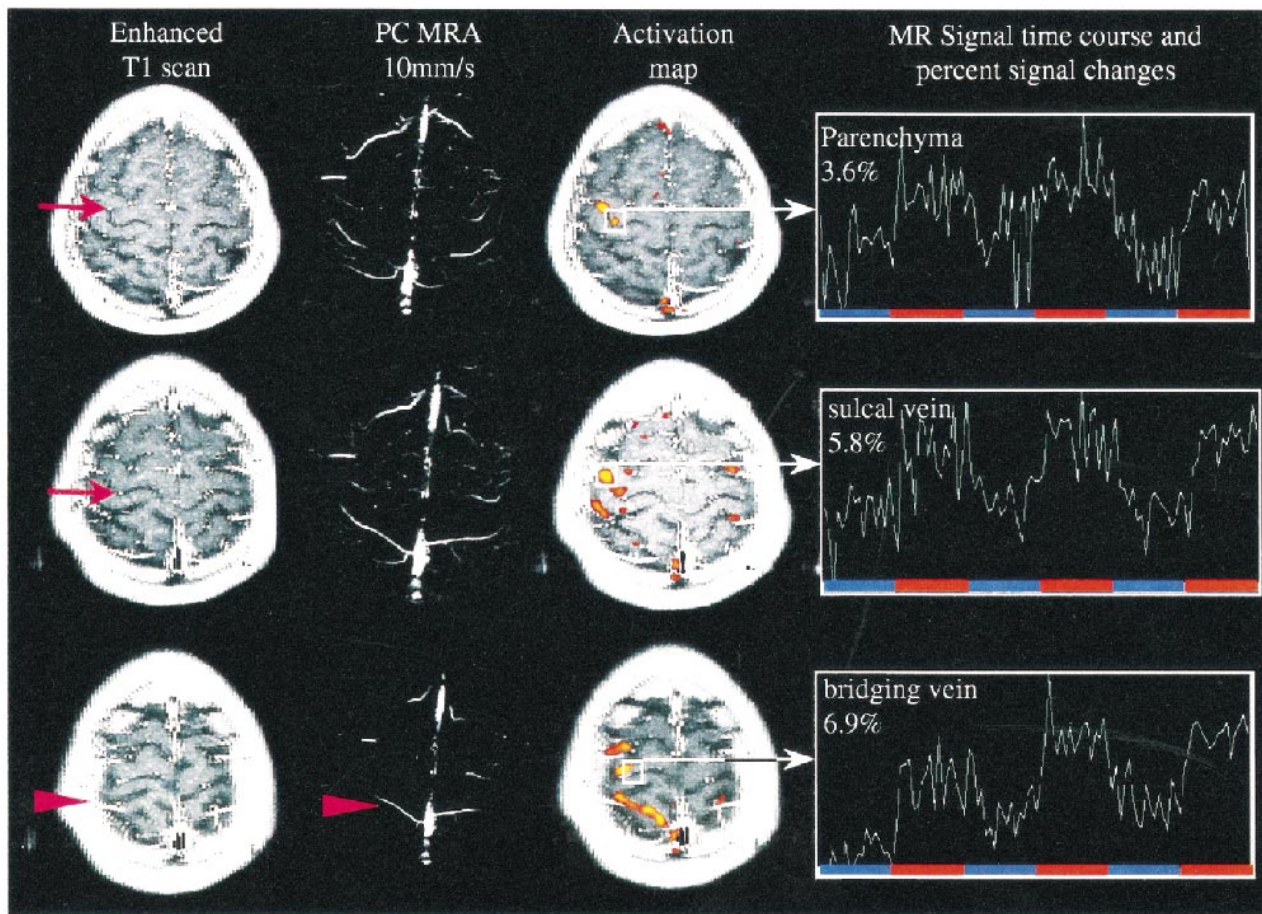 Enhanced
T1 scan
PC MRA
10mm/s
Activation
map
MR Signal time course and
percent signal changes
Parenchyma
3.6%
sulcal vein
5.8%
bridging vein
6.9%